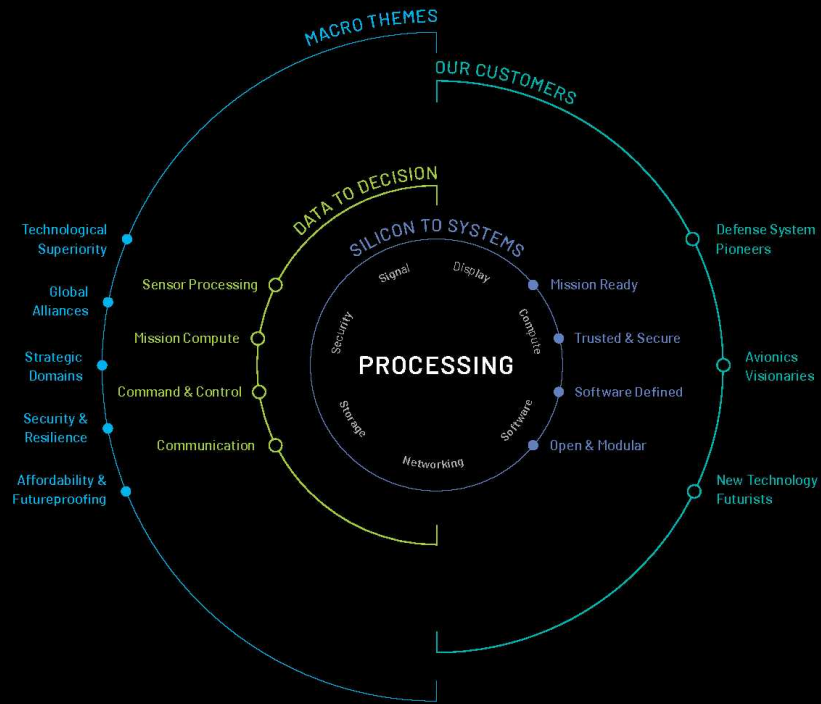 MACRO THEMES
OUR CUSTOMERS
DATA TO DECISION
SILICON TO SYSTEMS
Technological
Superiority
Global
Alliances
Strategic
Domains
Security &
Resilience
Affordability &
Futureproofing
Sensor Processing
Mission Compute
Command & Control
Communication
Signal
Display
Security
Compute
PROCESSING
Storage
Software
Networking
Mission Ready
Trusted & Secure
Software Defined
Open & Modular
Defense System
Pioneers
Avionics
Visionaries
New Technology
Futurists